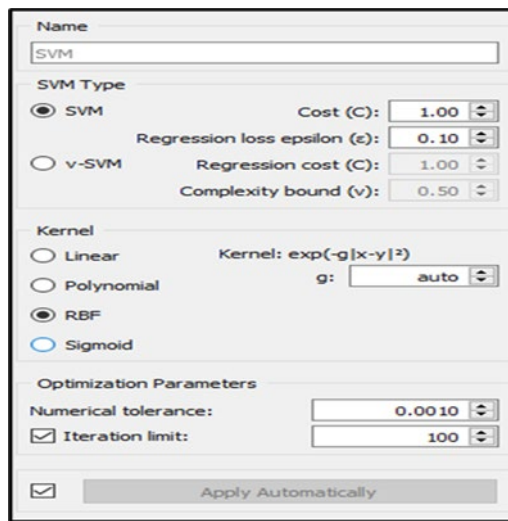 Name
SVM
SVM Type
SVM Cost (C): 1.00
Regression loss epsilon (ε): 0.10
ν-SVM Regression cost (C): 1.00
Complexity bound (ν): 0.50
Kernel
Linear Kernel: exp(-g|x-y|²)
g: auto
Polynomial
RBF
Sigmoid
Optimization Parameters
Numerical tolerance: 0.0010
Iteration limit: 100
Apply Automatically